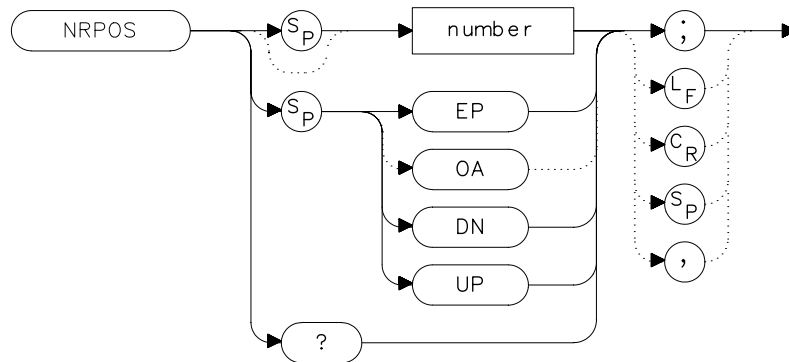 NRPOS SP number ;
SP EP LF
OA CR
DN SP
UP ,
?